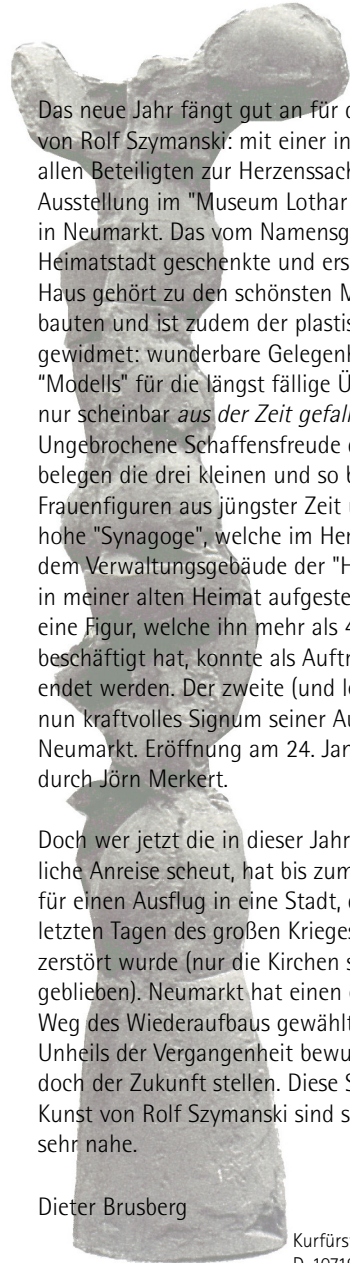 Das neue Jahr fängt gut an für d
von Rolf Szymanski: mit einer in
allen Beteiligten zur Herzenssach
Ausstellung im "Museum Lothar
in Neumarkt. Das vom Namensg
Heimatstadt geschenkte und ers
Haus gehört zu den schönsten M
bauten und ist zudem der plastis
gewidmet: wunderbare Gelegenh
"Modells" für die längst fällige Ü
nur scheinbar aus der Zeit gefal
Ungebrochene Schaffensfreude
belegen die drei kleinen und so b
Frauenfiguren aus jüngster Zeit
hohe "Synagoge", welche im Her
dem Verwaltungsgebäude der "H
in meiner alten Heimat aufgeste
eine Figur, welche ihn mehr als 4
beschäftigt hat, konnte als Auftr
endet werden. Der zweite (und le
nun kraftvolles Signum seiner Au
Neumarkt. Eröffnung am 24. Jan
durch Jörn Merkert.
Doch wer jetzt die in dieser Jahr
liche Anreise scheut, hat bis zum
für einen Ausflug in eine Stadt,
letzten Tagen des großen Krieges
zerstört wurde (nur die Kirchen s
geblieben). Neumarkt hat einen
Weg des Wiederaufbaus gewählt
Unheils der Vergangenheit bewu
doch der Zukunft stellen. Diese S
Kunst von Rolf Szymanski sind s
sehr nahe.
Dieter Brusberg
Kurfürs